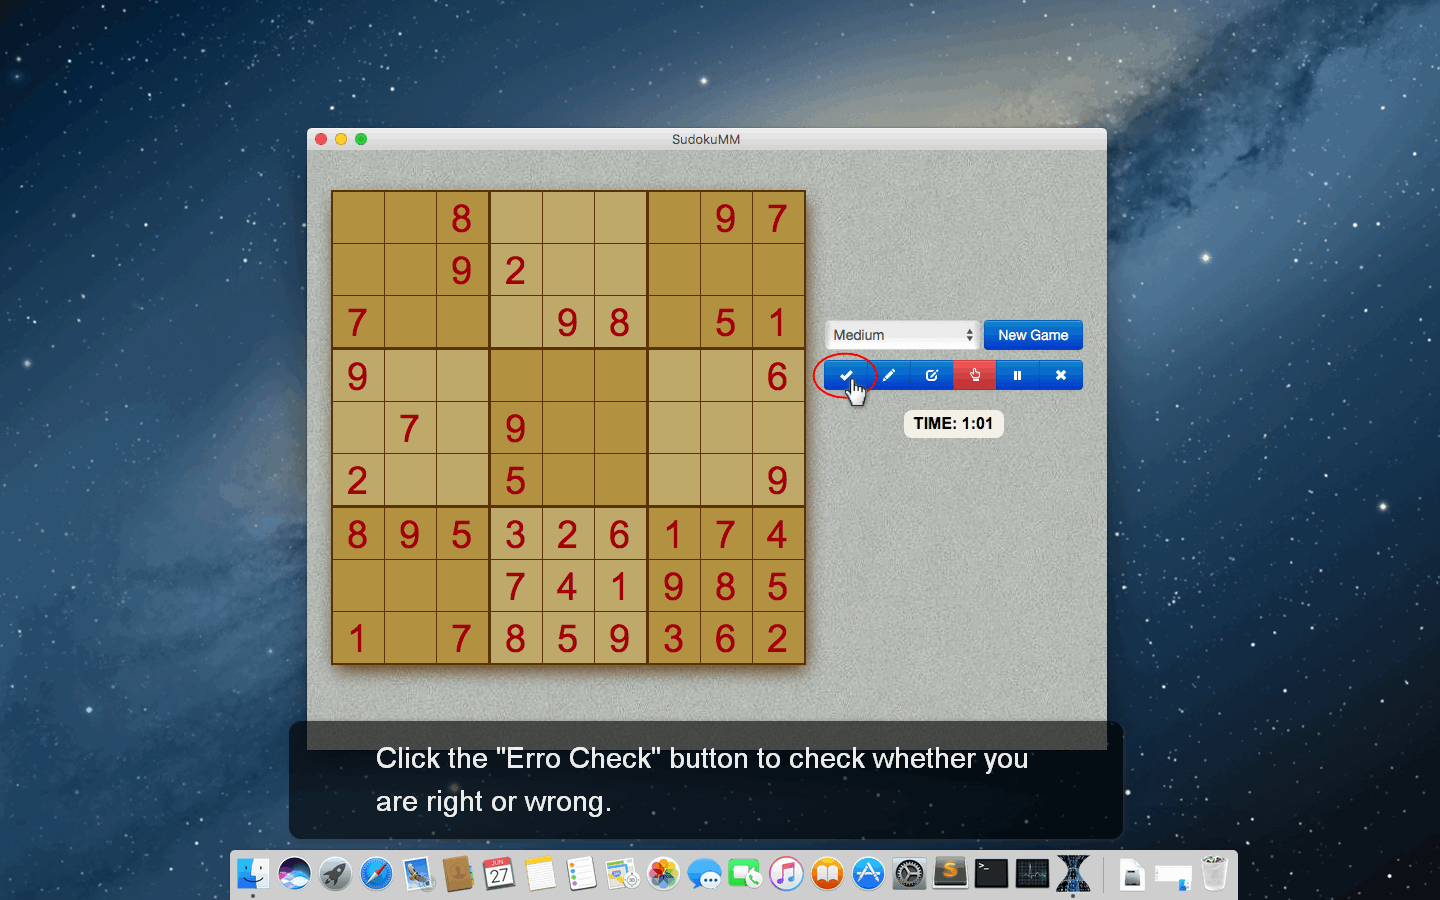 SudokuMM
8 9 7
9 2
7 9 8 5 1
9 6
7 9
2 5 9
8 9 5 3 2 6 1 7 4
7 4 1 9 8 5
1 7 8 5 9 3 6 2
Medium
New Game
TIME: 1:01
Click the "Erro Check" button to check whether you
are right or wrong.
JUN
27